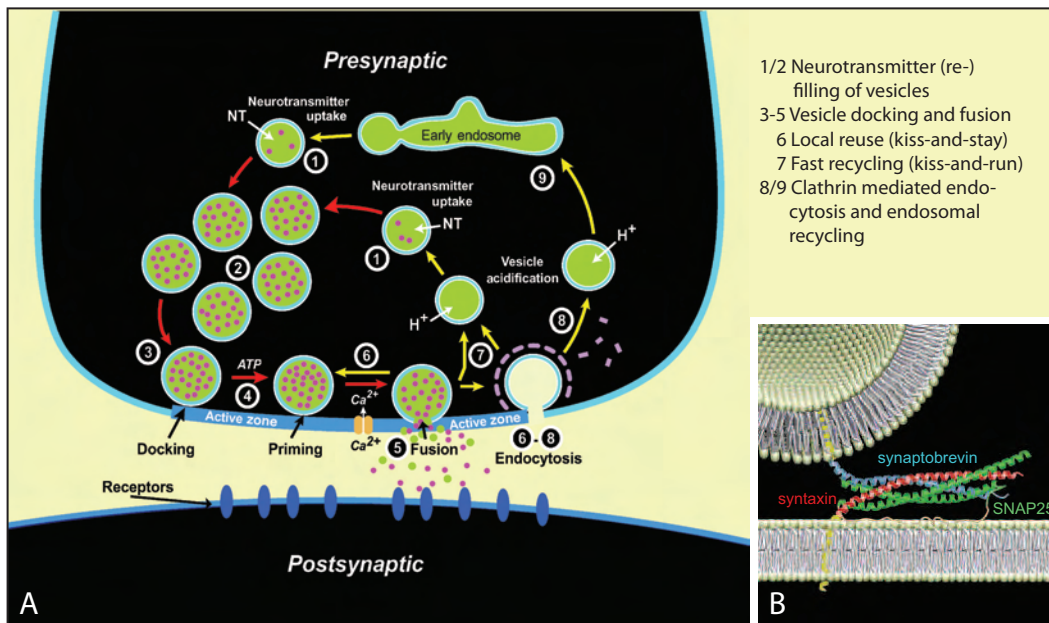 Presynaptic
Neurotransmitter
uptake
NT
1
Early endosome
9
Neurotransmitter
uptake
NT
1
2
H+
Vesicle
acidification
H+
8
7
3
ATP
4
6
Ca2+
Ca2+
Active zone
Active zone
Docking
Priming
5 Fusion
6 - 8
Endocytosis
Receptors
Postsynaptic
A
1/2 Neurotransmitter (re-)
filling of vesicles
3-5 Vesicle docking and fusion
6 Local reuse (kiss-and-stay)
7 Fast recycling (kiss-and-run)
8/9 Clathrin mediated endo-
cytosis and endosomal
recycling
synaptobrevin
syntaxin
SNAP25
B